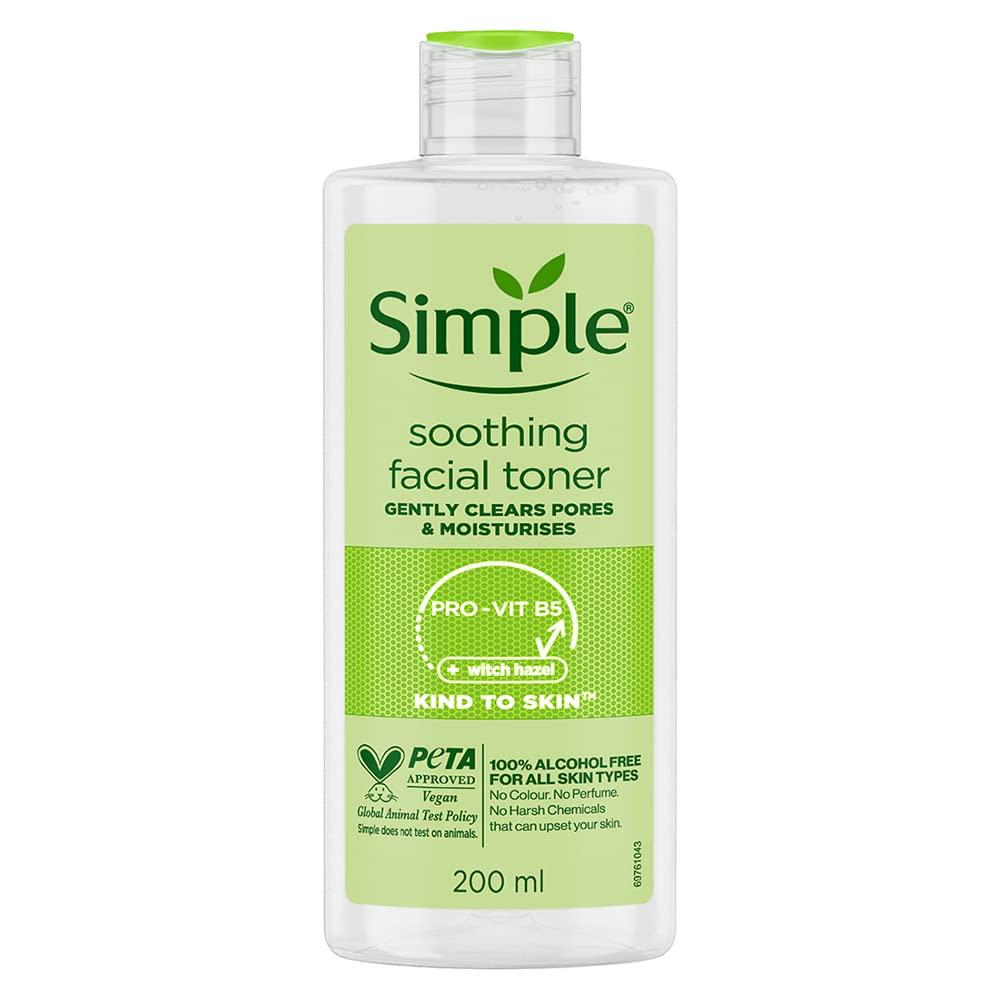 Simple®
soothing
facial toner
GENTLY CLEARS PORES
& MOISTURISES
PRO-VIT B5
+ witch hazel
KIND TO SKIN™
PeTA
APPROVED
Vegan
Global Animal Test Policy
Simple does not test on animals.
100% ALCOHOL FREE
FOR ALL SKIN TYPES
No Colour. No Perfume.
No Harsh Chemicals
that can upset your skin.
69761043
200 ml